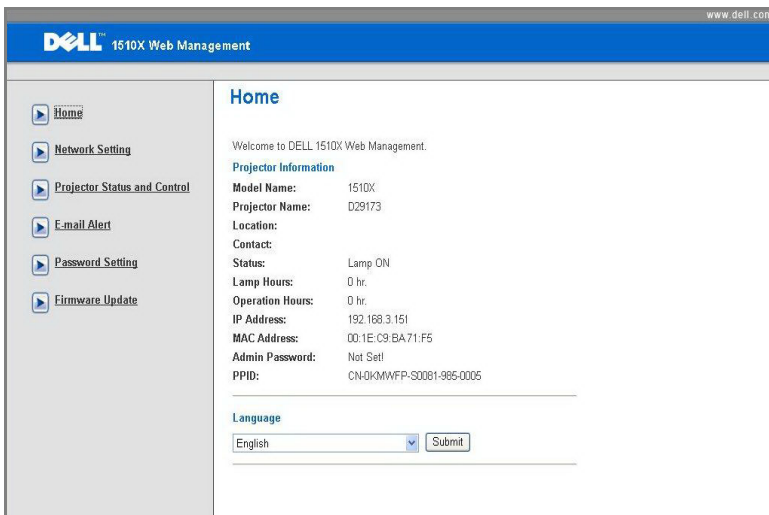 www.dell.com
DELL™ 1510X Web Management
Home
Network Setting
Projector Status and Control
E-mail Alert
Password Setting
Firmware Update
Home
Welcome to DELL 1510X Web Management.
Projector Information
Model Name: 1510X
Projector Name: D29173
Location:
Contact:
Status: Lamp ON
Lamp Hours: 0 hr.
Operation Hours: 0 hr.
IP Address: 192.168.3.151
MAC Address: 00:1E:C9:BA:71:F5
Admin Password: Not Set!
PPID: CN-0KMWFP-S0081-985-0005
Language
English Submit